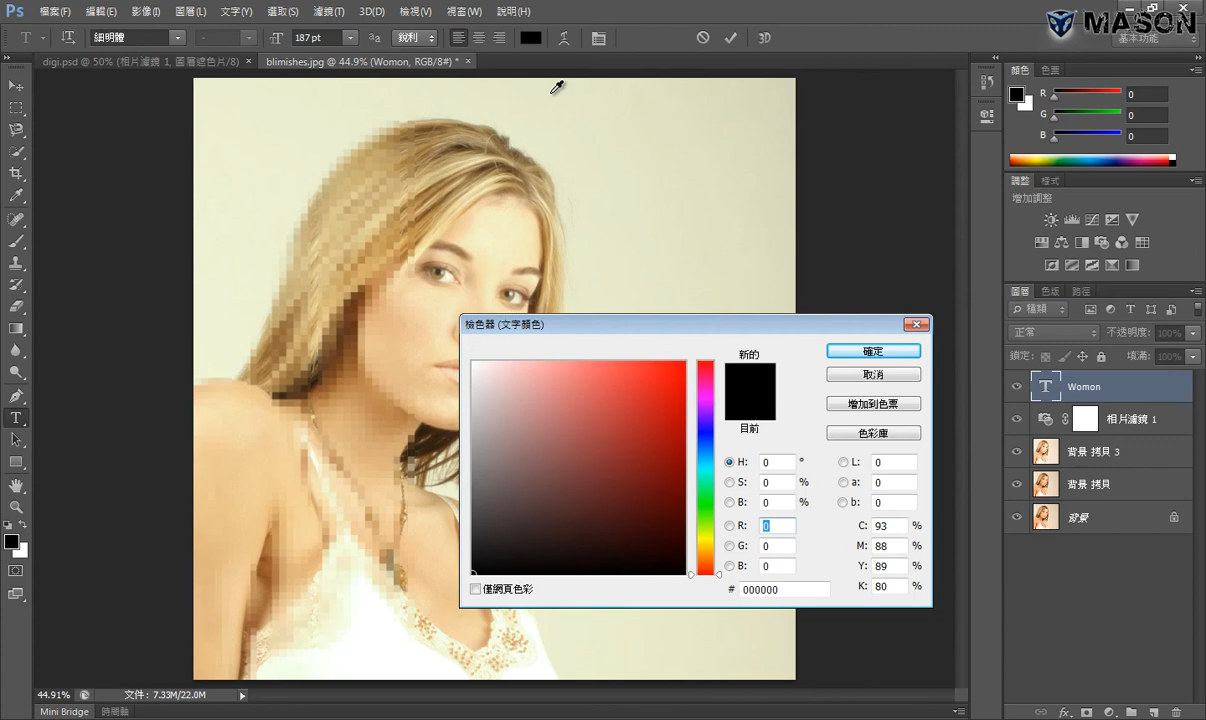 Ps 檔案(F) 編輯(E) 影像(I) 圖層(L) 文字(Y) 選取(S) 濾鏡(T) 3D(D) 檢視(V) 視窗(W) 說明(H)
MASON
T 細明體 - 187 pt aa 銳利 3D 基本功能
digi.psd @ 50% (相片濾鏡 1, 圖層遮色片/8) × blimishes.jpg @ 44.9% (Womon, RGB/8#) * ×
顏色 色票
R 0
G 0
B 0
調整 樣式
增加調整
圖層 色版 路徑
種類
正常 不透明度: 100%
鎖定: 填滿: 100%
T Womon
相片濾鏡 1
背景 拷貝 3
背景 拷貝
背景
檢色器 (文字顏色)
新的
目前
確定
取消
增加到色票
色彩庫
H: 0 ° L: 0
S: 0 % a: 0
B: 0 % b: 0
R: 0 C: 93 %
G: 0 M: 88 %
B: 0 Y: 89 %
# 000000 K: 80 %
僅網頁色彩
44.91% 文件: 7.33M/22.0M
Mini Bridge 時間軸
fx